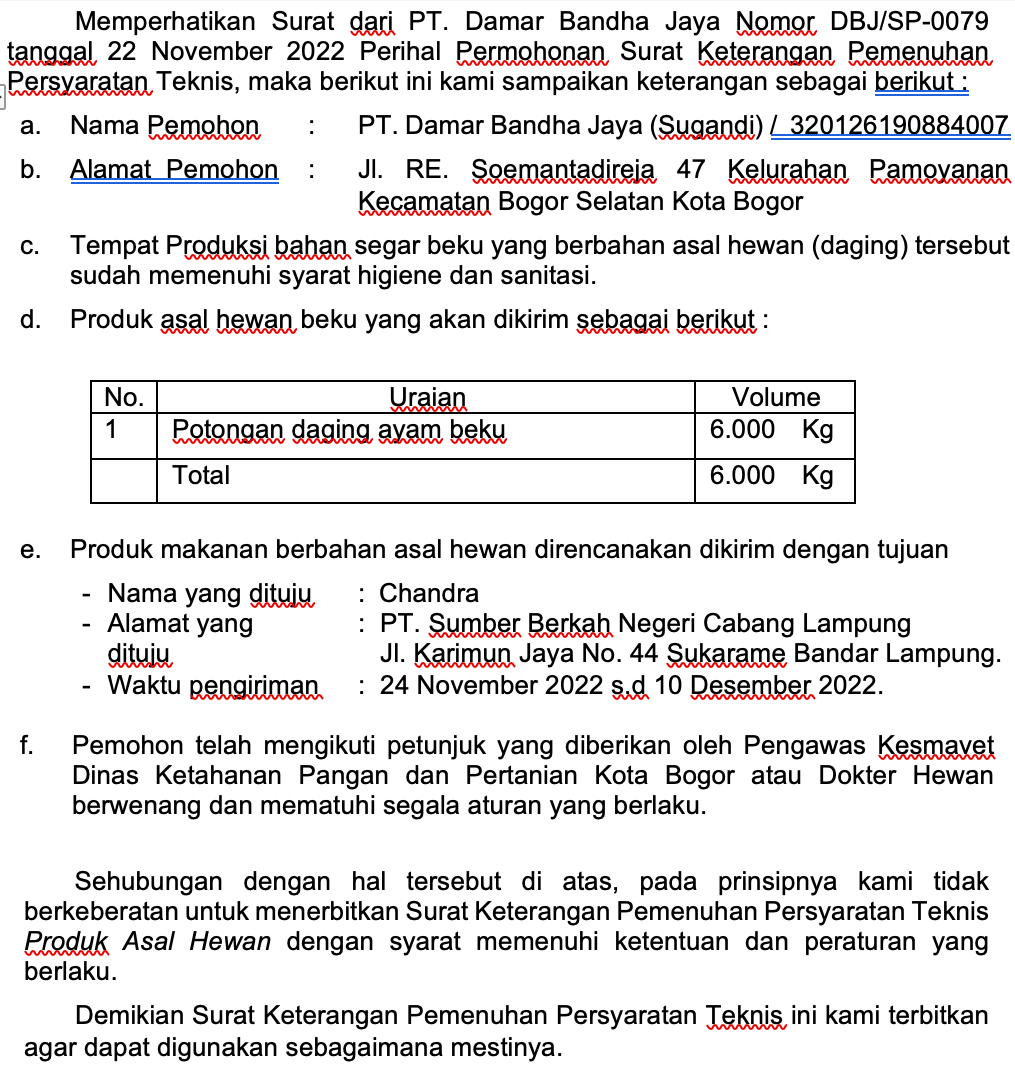 Memperhatikan Surat dari PT. Damar Bandha Jaya Nomor DBJ/SP-0079
tanggal 22 November 2022 Perihal Permohonan Surat Keterangan Pemenuhan
Persyaratan Teknis, maka berikut ini kami sampaikan keterangan sebagai berikut :
a. Nama Pemohon : PT. Damar Bandha Jaya (Sugandi) / 320126190884007
b. Alamat Pemohon : Jl. RE. Soemantadireja 47 Kelurahan Pamoyanan
Kecamatan Bogor Selatan Kota Bogor
c. Tempat Produksi bahan segar beku yang berbahan asal hewan (daging) tersebut
sudah memenuhi syarat higiene dan sanitasi.
d. Produk asal hewan beku yang akan dikirim sebagai berikut :
No. Uraian Volume
1 Potongan daging ayam beku 6.000 Kg
Total 6.000 Kg
e. Produk makanan berbahan asal hewan direncanakan dikirim dengan tujuan
- Nama yang dituju : Chandra
- Alamat yang : PT. Sumber Berkah Negeri Cabang Lampung
dituju Jl. Karimun Jaya No. 44 Sukarame Bandar Lampung.
- Waktu pengiriman : 24 November 2022 s.d 10 Desember 2022.
f. Pemohon telah mengikuti petunjuk yang diberikan oleh Pengawas Kesmavet
Dinas Ketahanan Pangan dan Pertanian Kota Bogor atau Dokter Hewan
berwenang dan mematuhi segala aturan yang berlaku.
Sehubungan dengan hal tersebut di atas, pada prinsipnya kami tidak
berkeberatan untuk menerbitkan Surat Keterangan Pemenuhan Persyaratan Teknis
Produk Asal Hewan dengan syarat memenuhi ketentuan dan peraturan yang
berlaku.
Demikian Surat Keterangan Pemenuhan Persyaratan Teknis ini kami terbitkan
agar dapat digunakan sebagaimana mestinya.